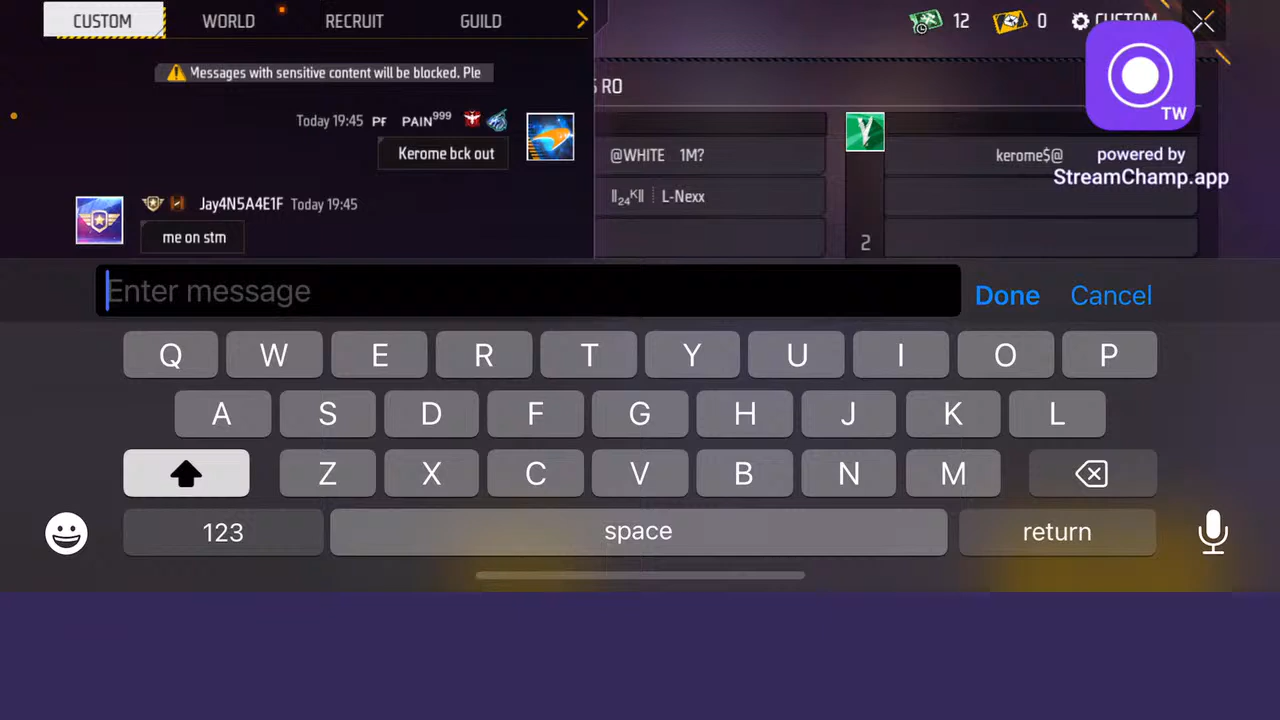 CUSTOM WORLD RECRUIT GUILD
12 0 CUSTOM
TW
powered by
StreamChamp.app
Messages with sensitive content will be blocked. Ple
RO
Today 19:45 PF PAIN⁹⁹⁹
Kerome bck out
Jay4N5A4E1F Today 19:45
me on stm
@WHITE 1M?
kerome$@
L-Nexx
2
Enter message
Done Cancel
Q W E R T Y U I O P
A S D F G H J K L
Z X C V B N M
123 space return